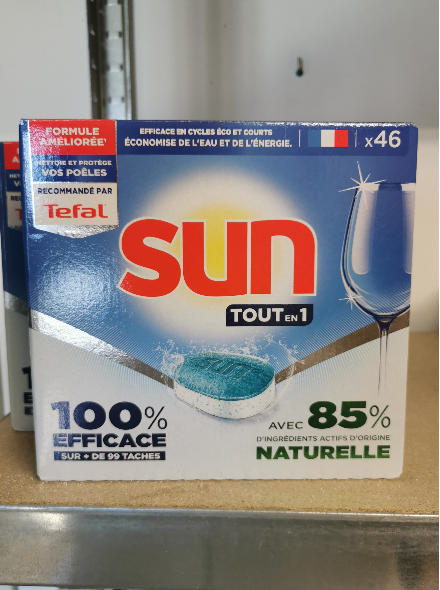 FORMULE
AMÉLIORÉE*
NETTOIE ET PROTÈGE
VOS POÊLES
RECOMMANDÉ PAR
Tefal
EFFICACE EN CYCLES ÉCO ET COURTS
ÉCONOMISE DE L'EAU ET DE L'ÉNERGIE.
x46
sun
TOUT EN 1
sun
100%
EFFICACE
SUR + DE 99 TACHES
AVEC 85%
D'INGRÉDIENTS ACTIFS D'ORIGINE
NATURELLE